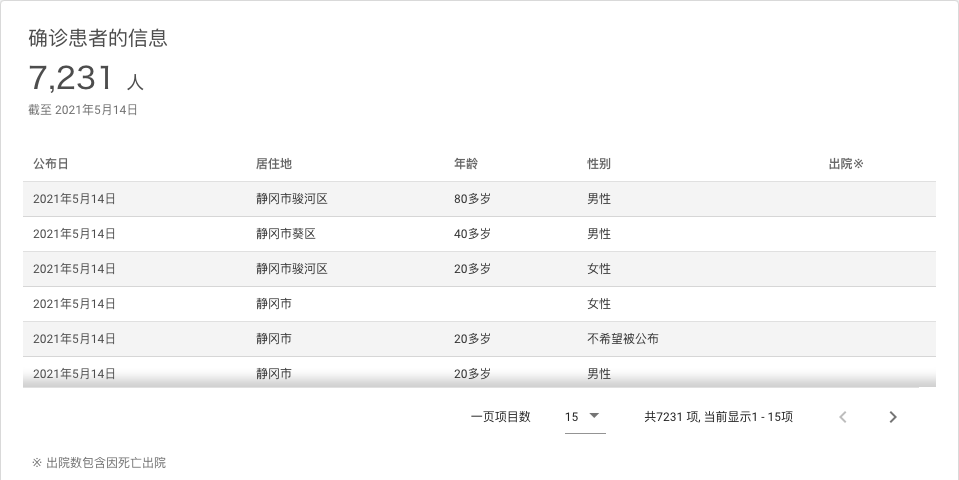 确诊患者的信息
7,231 人
截至 2021年5月14日
公布日 居住地 年龄 性别 出院※
2021年5月14日 静冈市骏河区 80多岁 男性
2021年5月14日 静冈市葵区 40多岁 男性
2021年5月14日 静冈市骏河区 20多岁 女性
2021年5月14日 静冈市 女性
2021年5月14日 静冈市 20多岁 不希望被公布
2021年5月14日 静冈市 20多岁 男性
一页项目数 15 共7231 项, 当前显示1 - 15项
※ 出院数包含因死亡出院